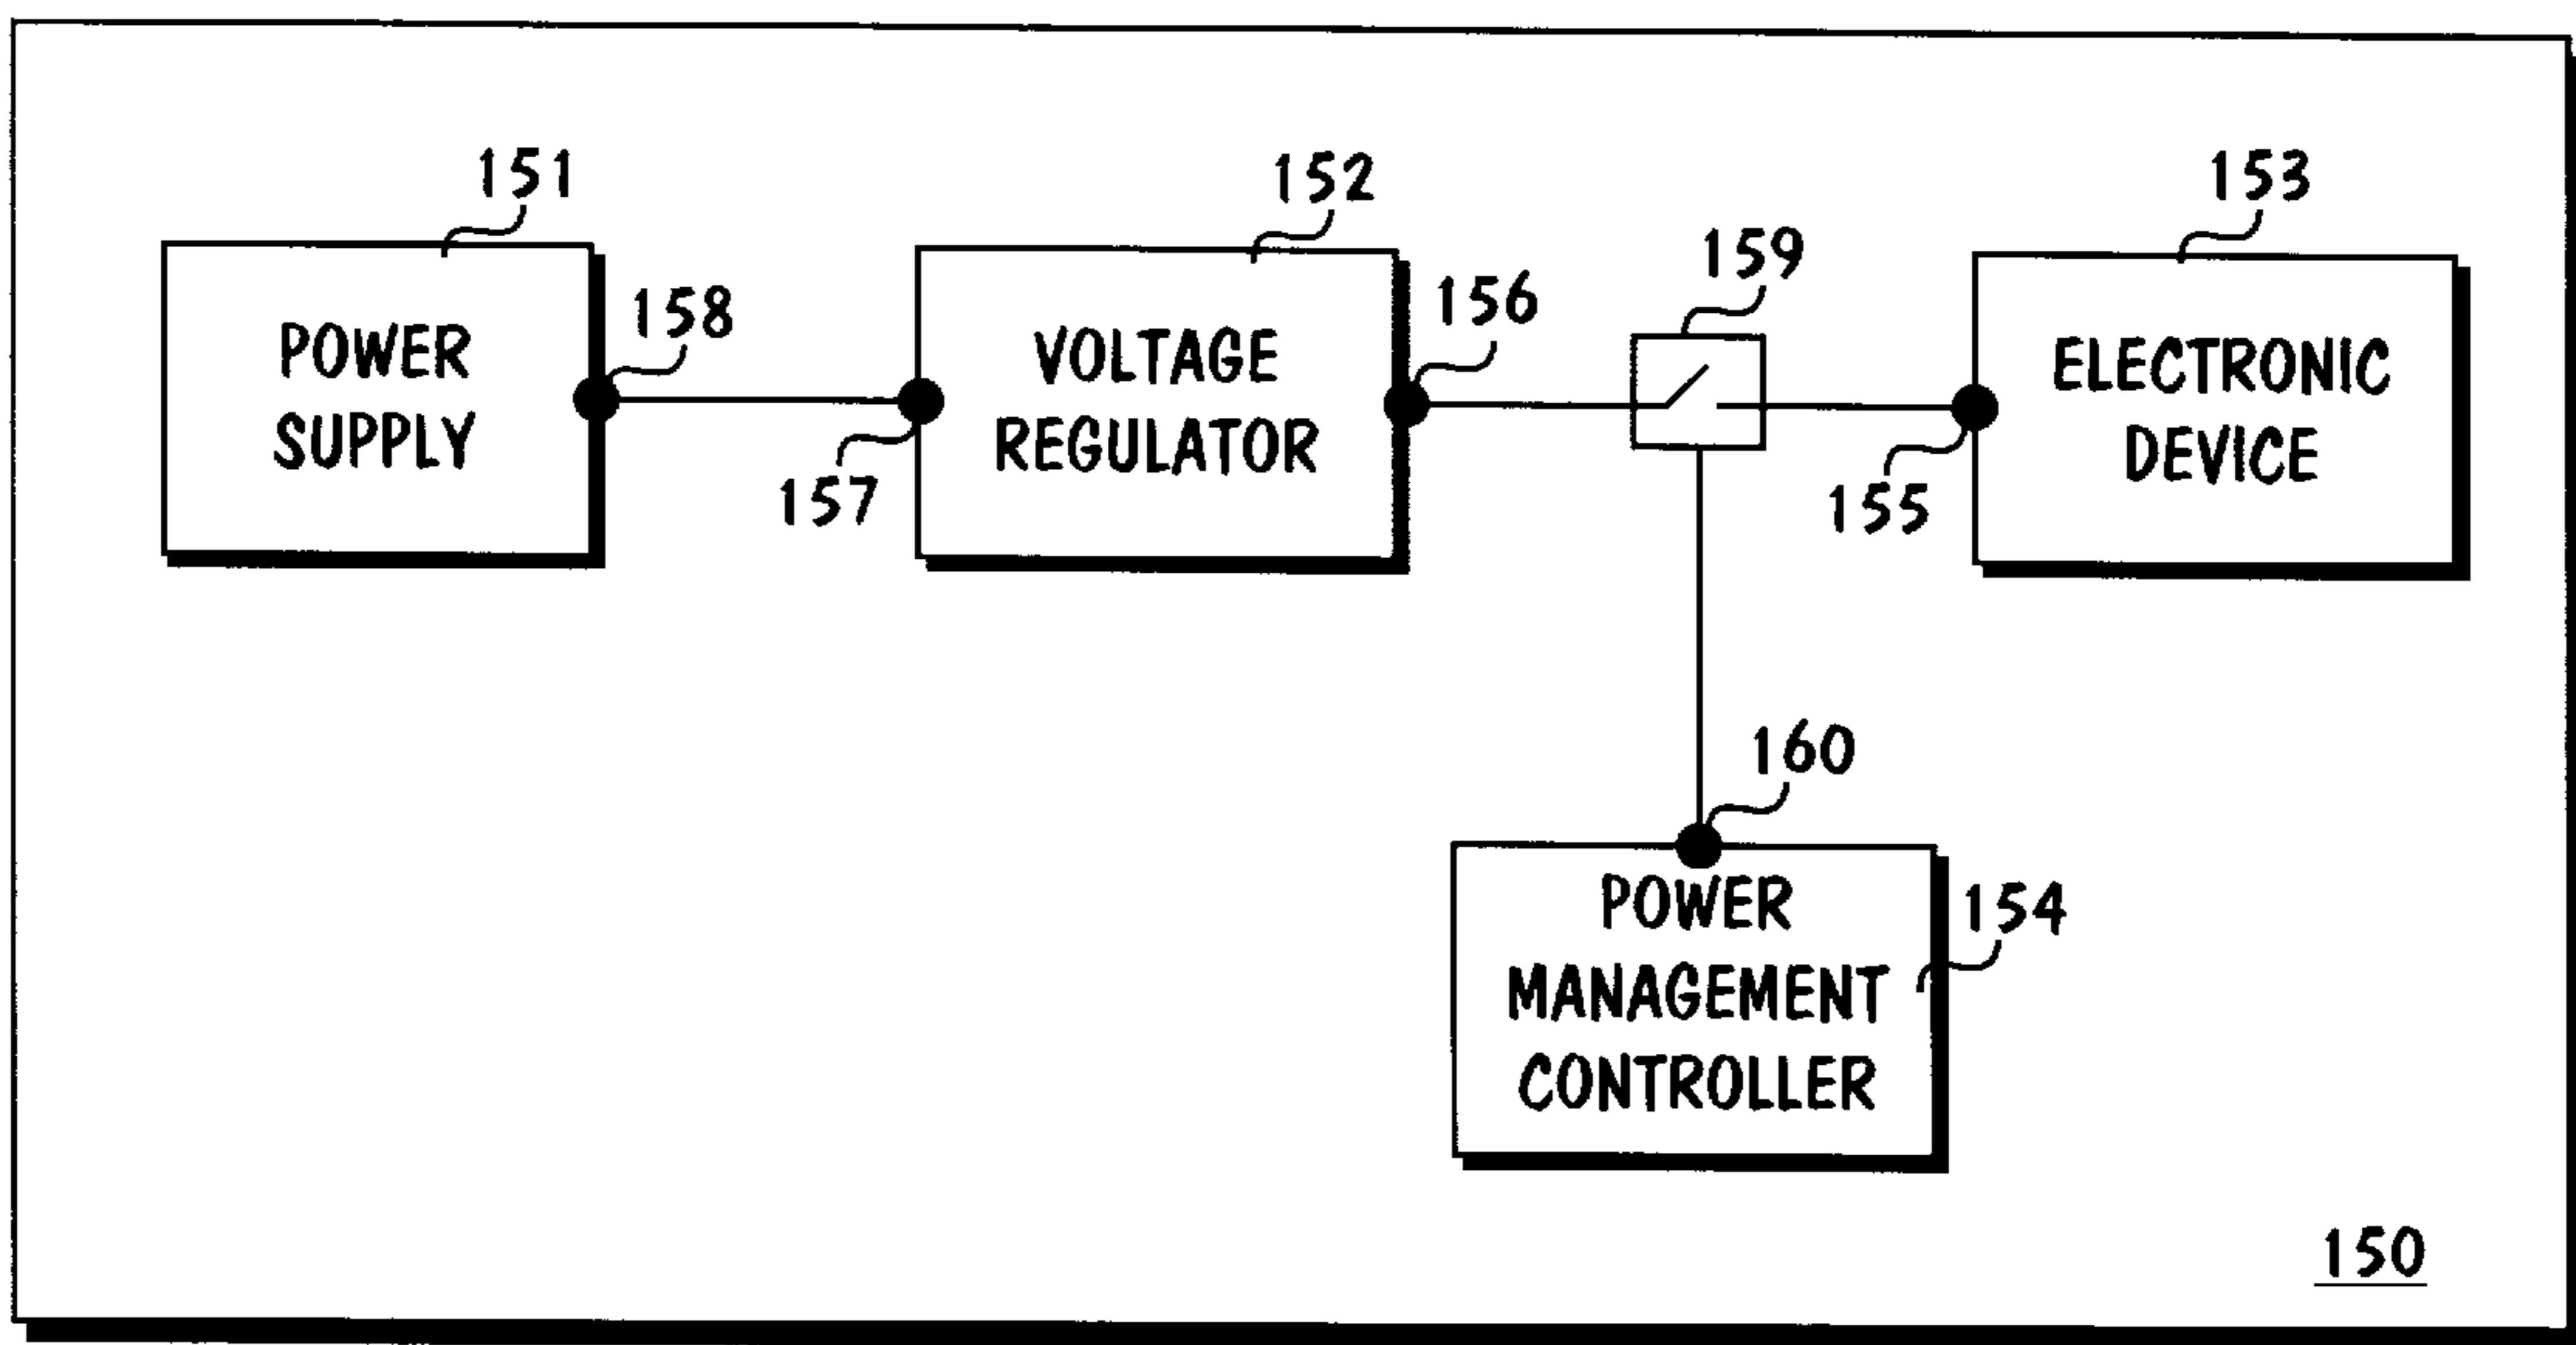 151
152
153
159
158
156
POWER
SUPPLY
VOLTAGE
REGULATOR
ELECTRONIC
DEVICE
157
155
160
POWER
MANAGEMENT
CONTROLLER
154
150